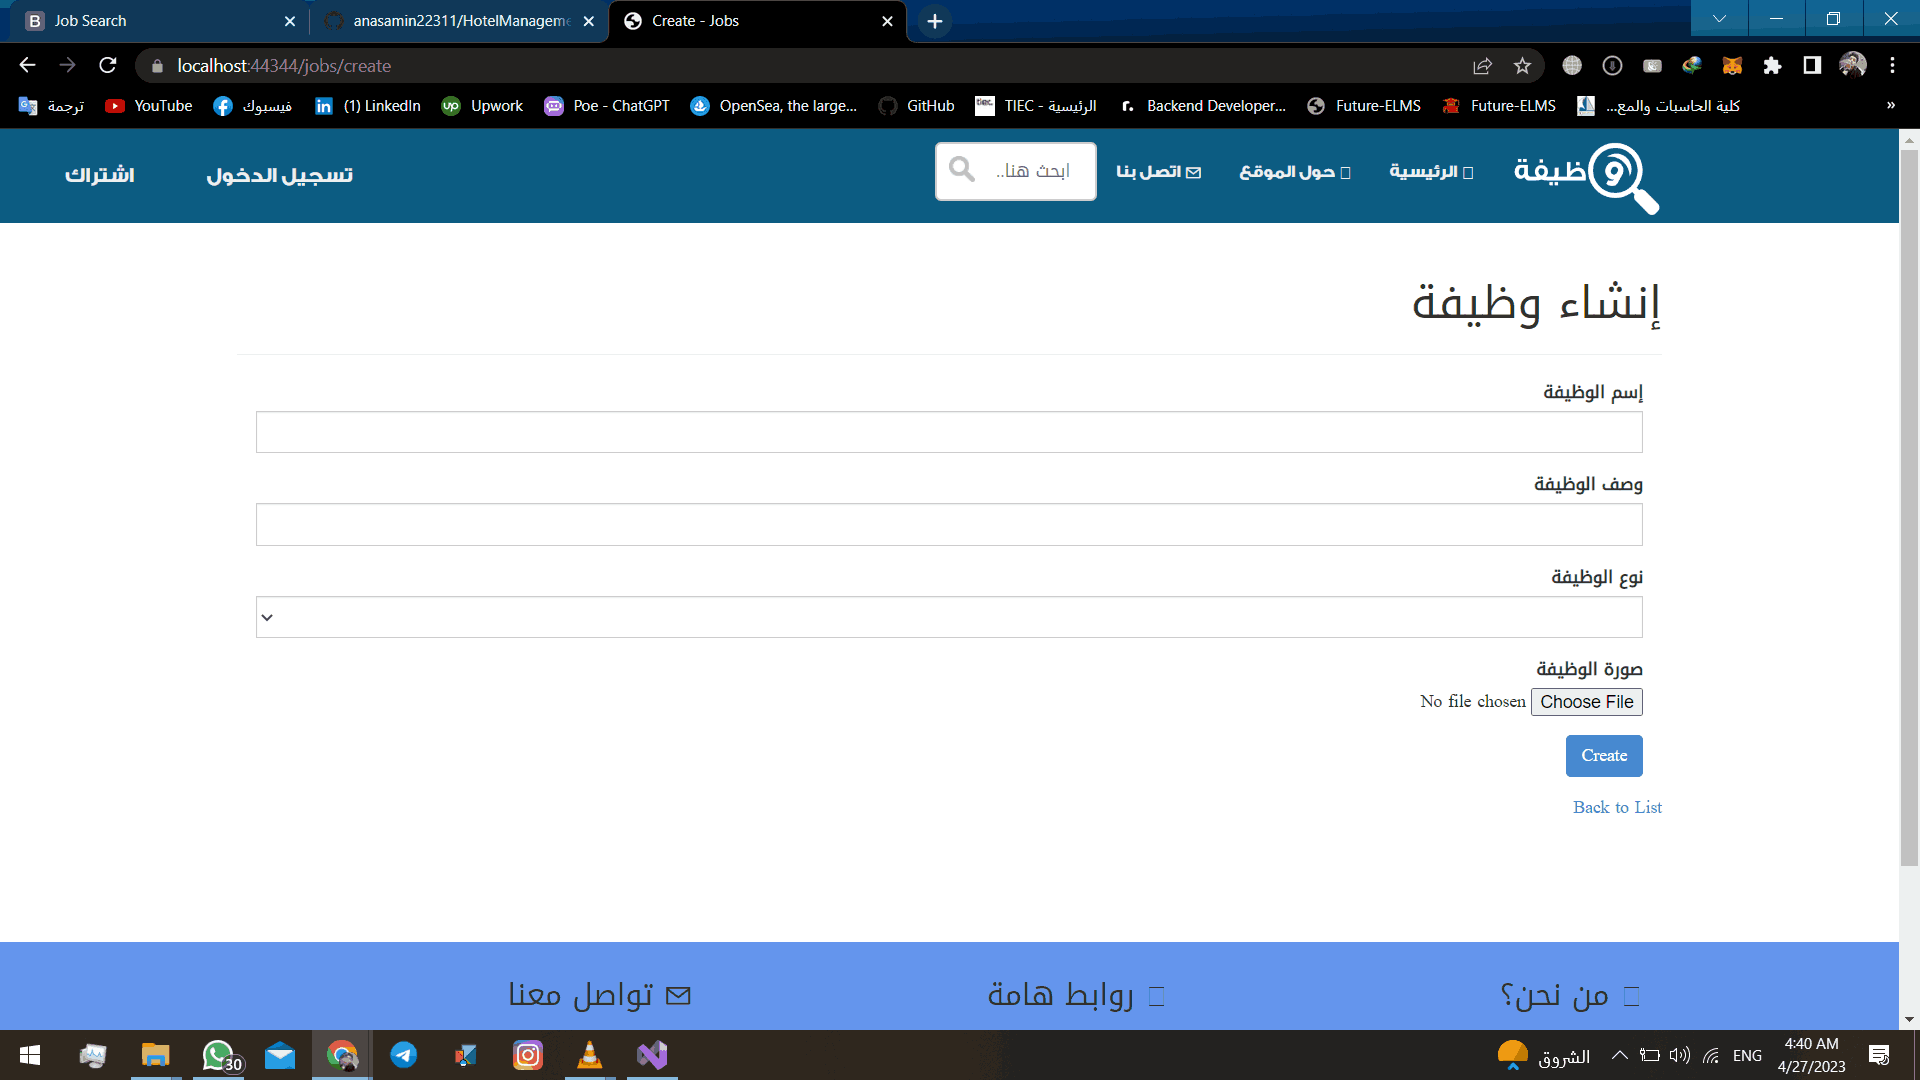 Job Search
anasamin22311/HotelManageme
Create - Jobs
localhost:44344/jobs/create
ترجمة
YouTube
فيسبوك
(1) LinkedIn
Upwork
Poe - ChatGPT
OpenSea, the large...
GitHub
TIEC - الرئيسية
Backend Developer...
Future-ELMS
Future-ELMS
كلية الحاسبات والمع...
وظيفة
الرئيسية
حول الموقع
اتصل بنا
ابحث هنا..
تسجيل الدخول
اشتراك
إنشاء وظيفة
إسم الوظيفة
وصف الوظيفة
نوع الوظيفة
صورة الوظيفة
Choose File No file chosen
Create
Back to List
من نحن؟
روابط هامة
تواصل معنا
30
الشروق
ENG
4:40 AM
4/27/2023